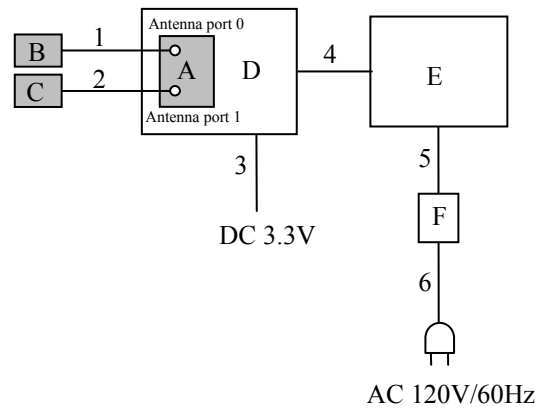 Antenna port 0
B
1
A
D
4
E
C
2
Antenna port 1
3
5
DC 3.3V
F
6
AC 120V/60Hz